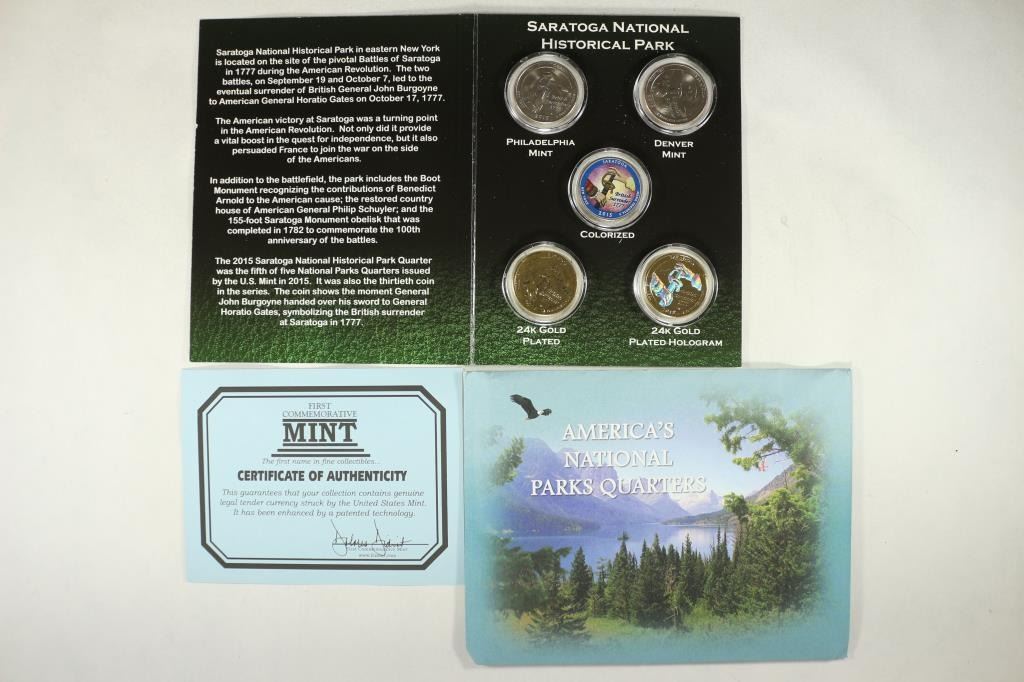 Saratoga National Historical Park in eastern New York
is located on the site of the pivotal Battles of Saratoga
in 1777 during the American Revolution. The two
battles, on September 19 and October 7, led to the
eventual surrender of British General John Burgoyne
to American General Horatio Gates on October 17, 1777.
The American victory at Saratoga was a turning point
in the American Revolution. Not only did it provide
a vital boost in the quest for independence, but it also
persuaded France to join the war on the side
of the Americans.
In addition to the battlefield, the park includes the Boot
Monument recognizing the contributions of Benedict
Arnold to the American cause; the restored country
house of American General Philip Schuyler; and the
155-foot Saratoga Monument obelisk that was
completed in 1782 to commemorate the 100th
anniversary of the battles.
The 2015 Saratoga National Historical Park Quarter
was the fifth of five National Parks Quarters issued
by the U.S. Mint in 2015. It was also the thirtieth coin
in the series. The coin shows the moment General
John Burgoyne handed over his sword to General
Horatio Gates, symbolizing the British surrender
at Saratoga in 1777.
SARATOGA NATIONAL
HISTORICAL PARK
PHILADELPHIA
MINT
DENVER
MINT
SARATOGA
British
Surrender
1777
2015
COLORIZED
24K GOLD
PLATED
24K GOLD
PLATED HOLOGRAM
FIRST
COMMEMORATIVE
MINT
The first name in fine collectibles...
CERTIFICATE OF AUTHENTICITY
This guarantees that your collection contains genuine
legal tender currency struck by the United States Mint.
It has been enhanced by a patented technology.
First Commemorative Mint
AMERICA'S
NATIONAL
PARKS QUARTERS